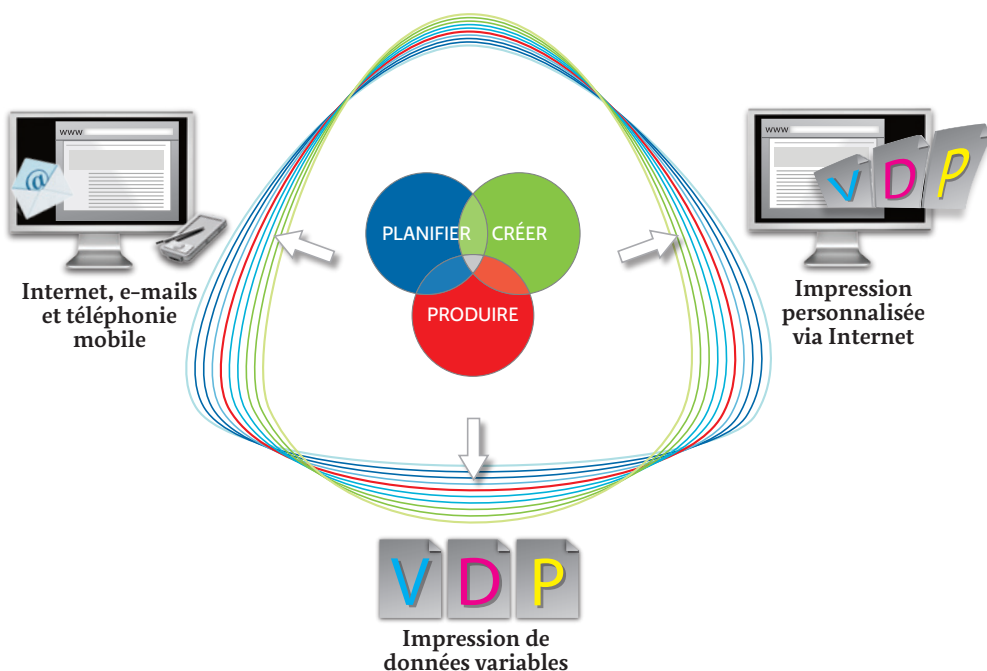 www
@
Internet, e-mails
et téléphonie
mobile
PLANIFIER
CRÉER
PRODUIRE
www
V D P
Impression
personnalisée
via Internet
V D P
Impression de
données variables